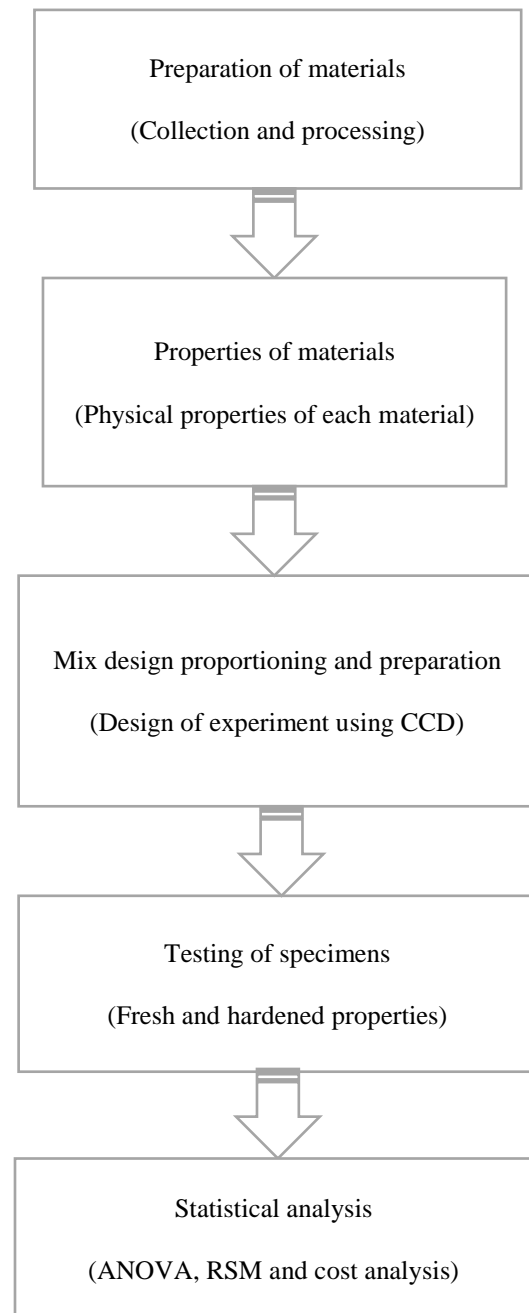 Preparation of materials
(Collection and processing)
Properties of materials
(Physical properties of each material)
Mix design proportioning and preparation
(Design of experiment using CCD)
Testing of specimens
(Fresh and hardened properties)
Statistical analysis
(ANOVA, RSM and cost analysis)